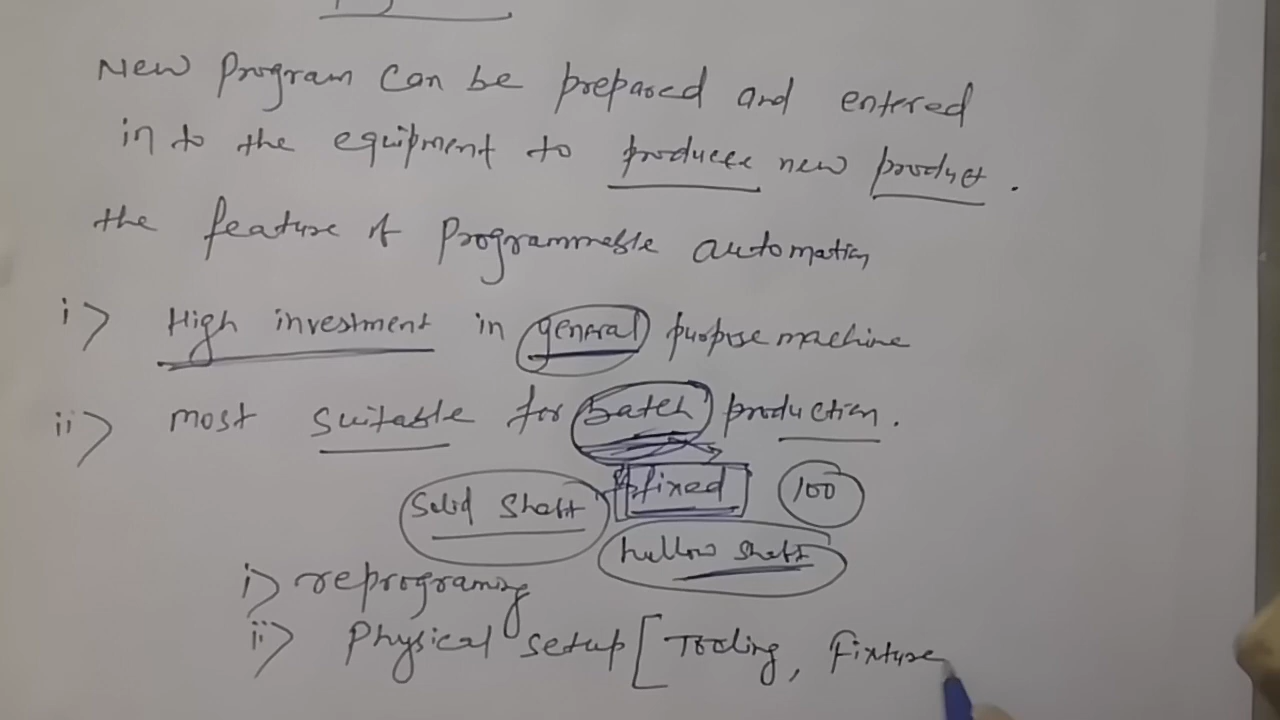 New Program can be prepared and entered
in to the equipment to produce new product.
the feature of Programmable automation
i) High investment in general purpose machine
ii) most suitable for batch production.
Solid Shaft fixed 100
hollow shaft
i) reprograming
ii) Physical setup [Tooling, Fixture